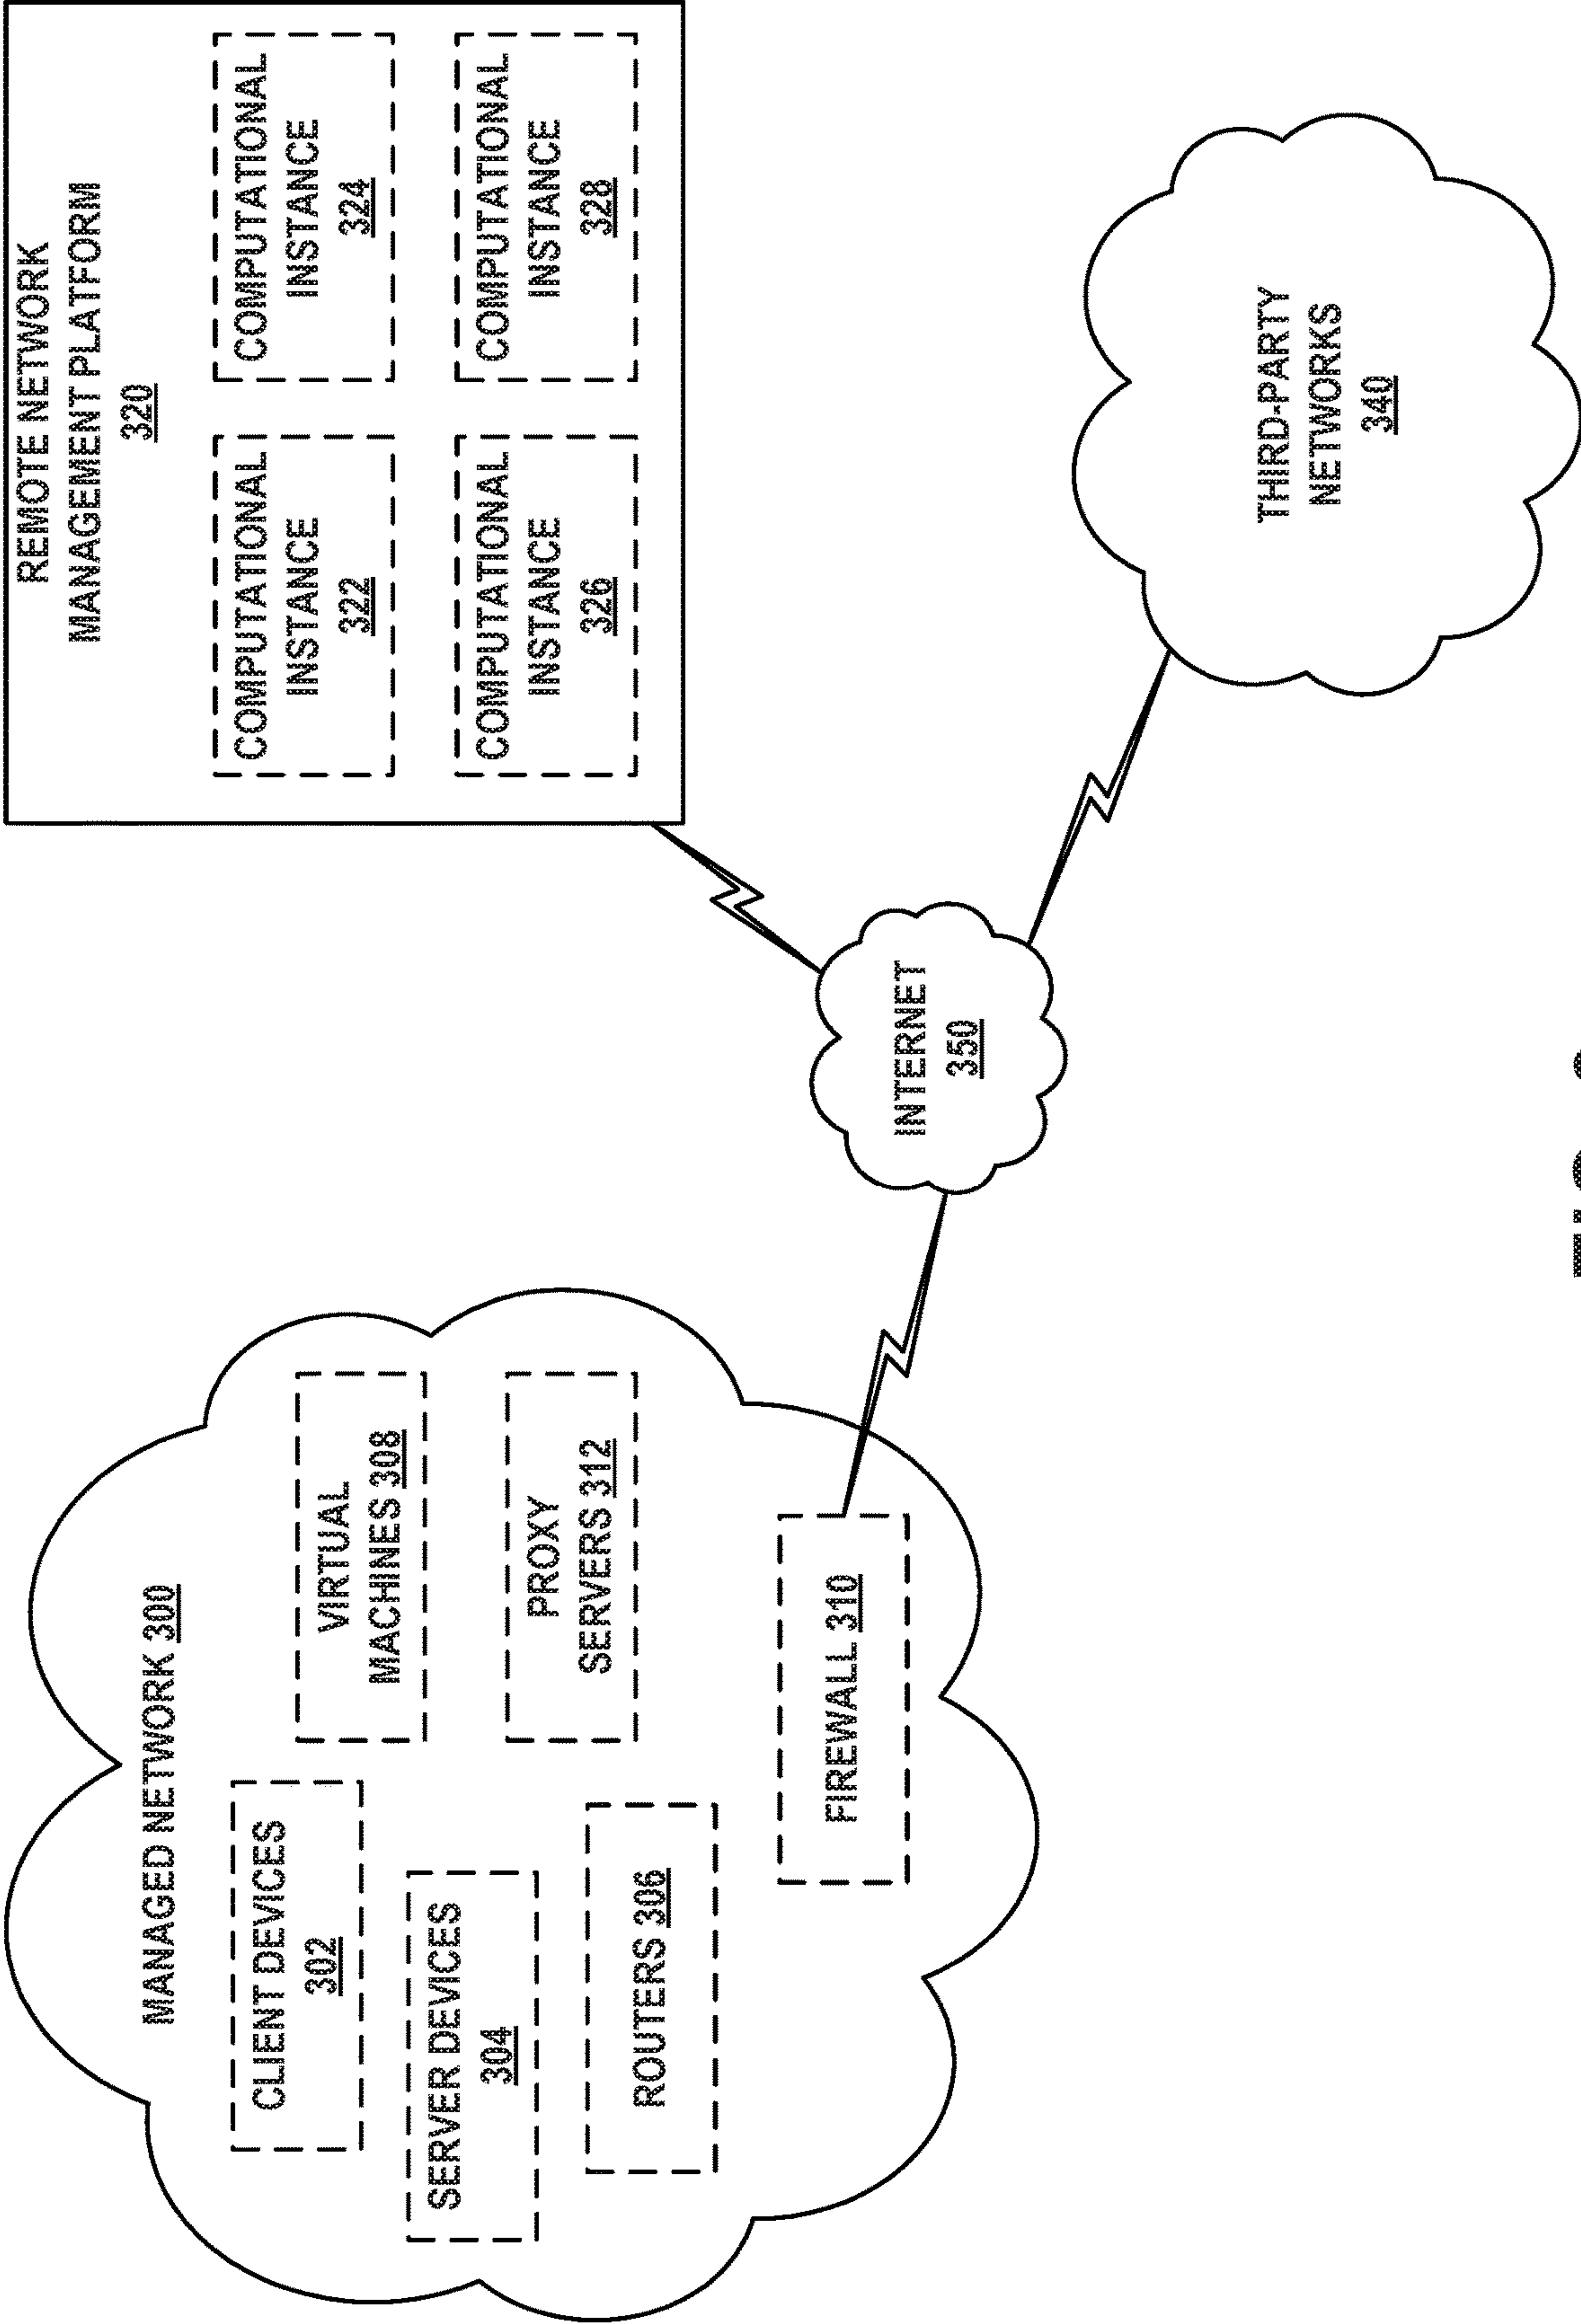 MANAGED NETWORK 300
CLIENT DEVICES
302
VIRTUAL
MACHINES 308
SERVER DEVICES
304
PROXY
SERVERS 312
ROUTERS 306
FIREWALL 310
INTERNET
350
REMOTE NETWORK
MANAGEMENT PLATFORM
320
COMPUTATIONAL
INSTANCE
322
COMPUTATIONAL
INSTANCE
324
COMPUTATIONAL
INSTANCE
326
COMPUTATIONAL
INSTANCE
328
THIRD-PARTY
NETWORKS
340